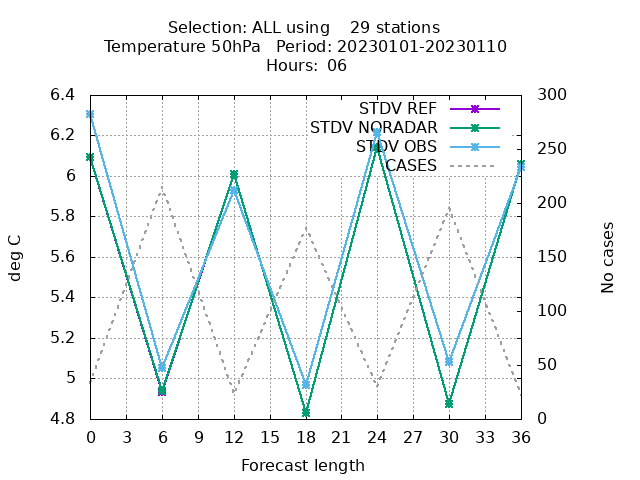 Selection: ALL using    29 stations
Temperature 50hPa   Period: 20230101-20230110
Hours: 06
6.4
6.2
6
5.8
5.6
5.4
5.2
5
4.8
deg C
STDV REF
STDV NORADAR
STDV OBS
CASES
300
250
200
150
100
50
0
No cases
0 3 6 9 12 15 18 21 24 27 30 33 36
Forecast length